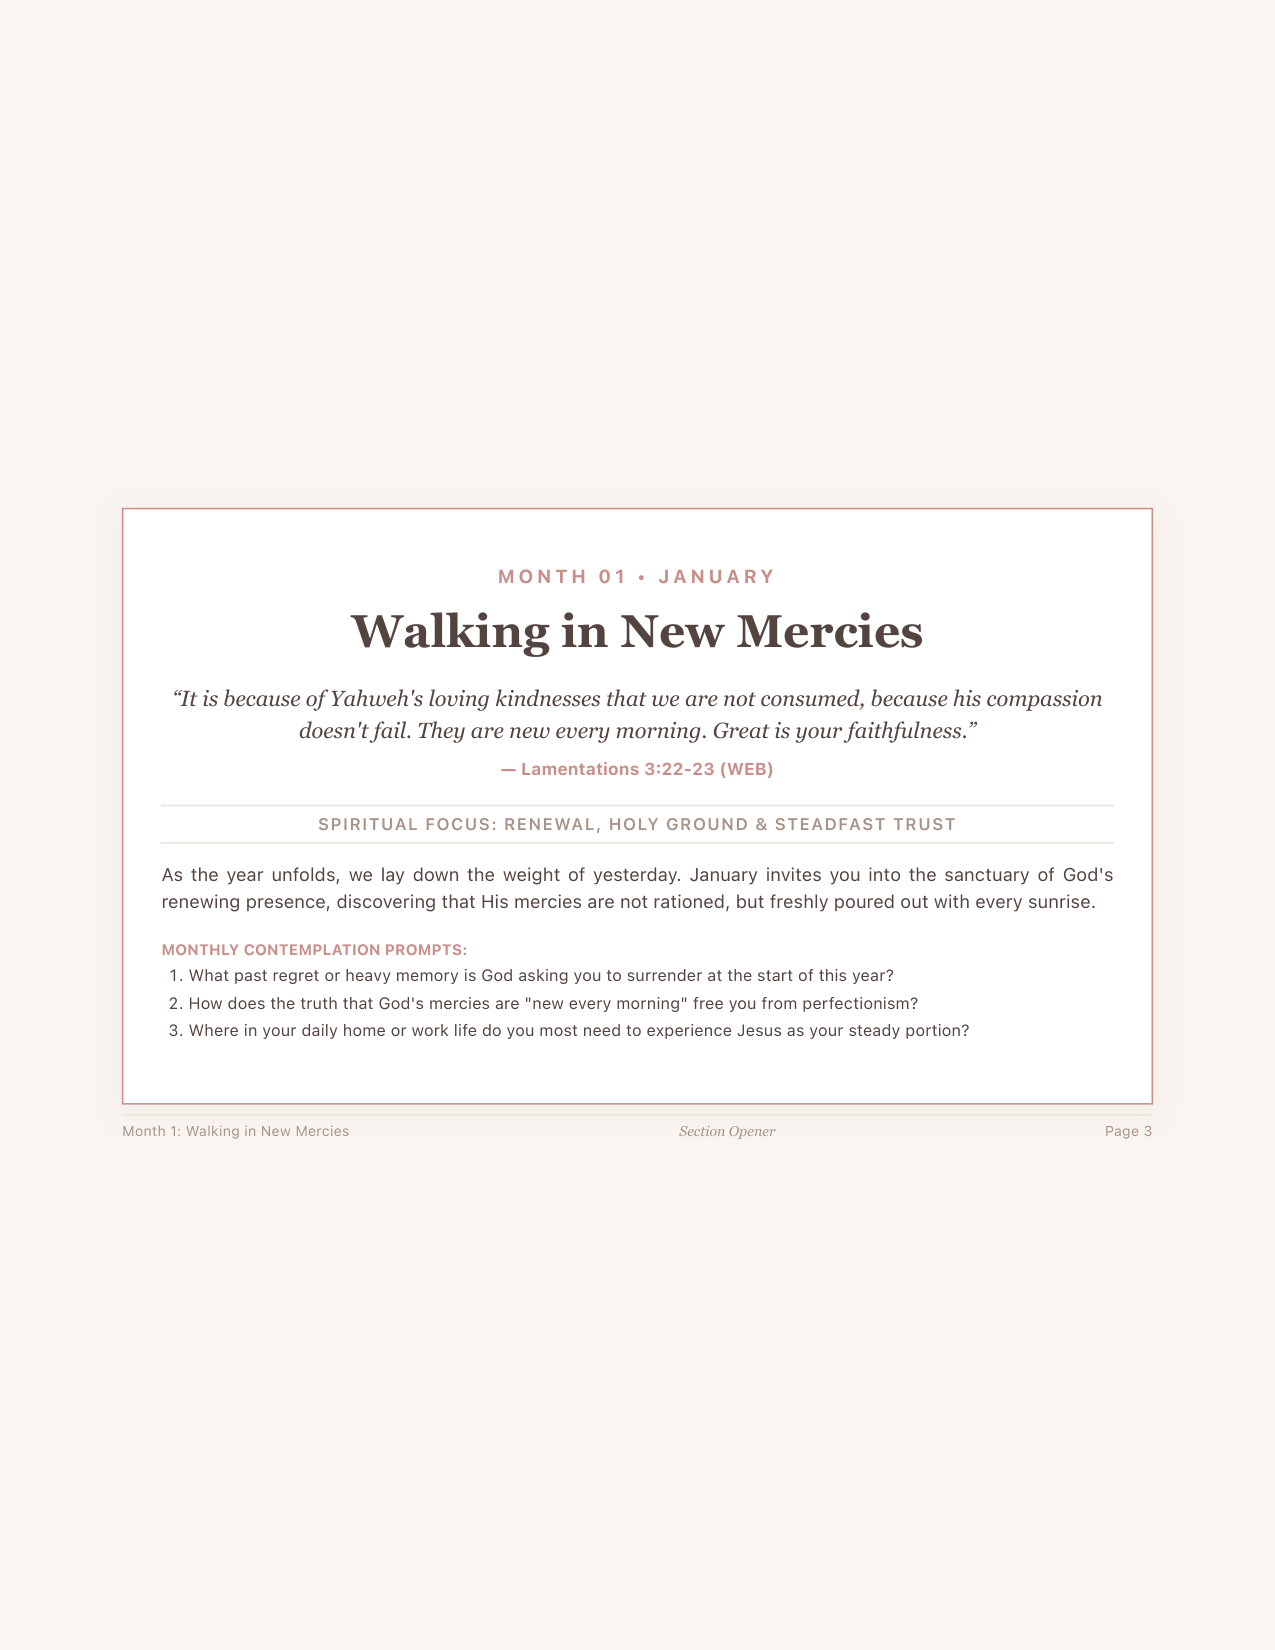 MONTH 01 • JANUARY
Walking in New Mercies
“It is because of Yahweh's loving kindnesses that we are not consumed, because his compassion
doesn't fail. They are new every morning. Great is your faithfulness.”
— Lamentations 3:22-23 (WEB)
SPIRITUAL FOCUS: RENEWAL, HOLY GROUND & STEADFAST TRUST
As the year unfolds, we lay down the weight of yesterday. January invites you into the sanctuary of God's
renewing presence, discovering that His mercies are not rationed, but freshly poured out with every sunrise.
MONTHLY CONTEMPLATION PROMPTS:
1. What past regret or heavy memory is God asking you to surrender at the start of this year?
2. How does the truth that God's mercies are "new every morning" free you from perfectionism?
3. Where in your daily home or work life do you most need to experience Jesus as your steady portion?
Month 1: Walking in New Mercies
Section Opener
Page 3